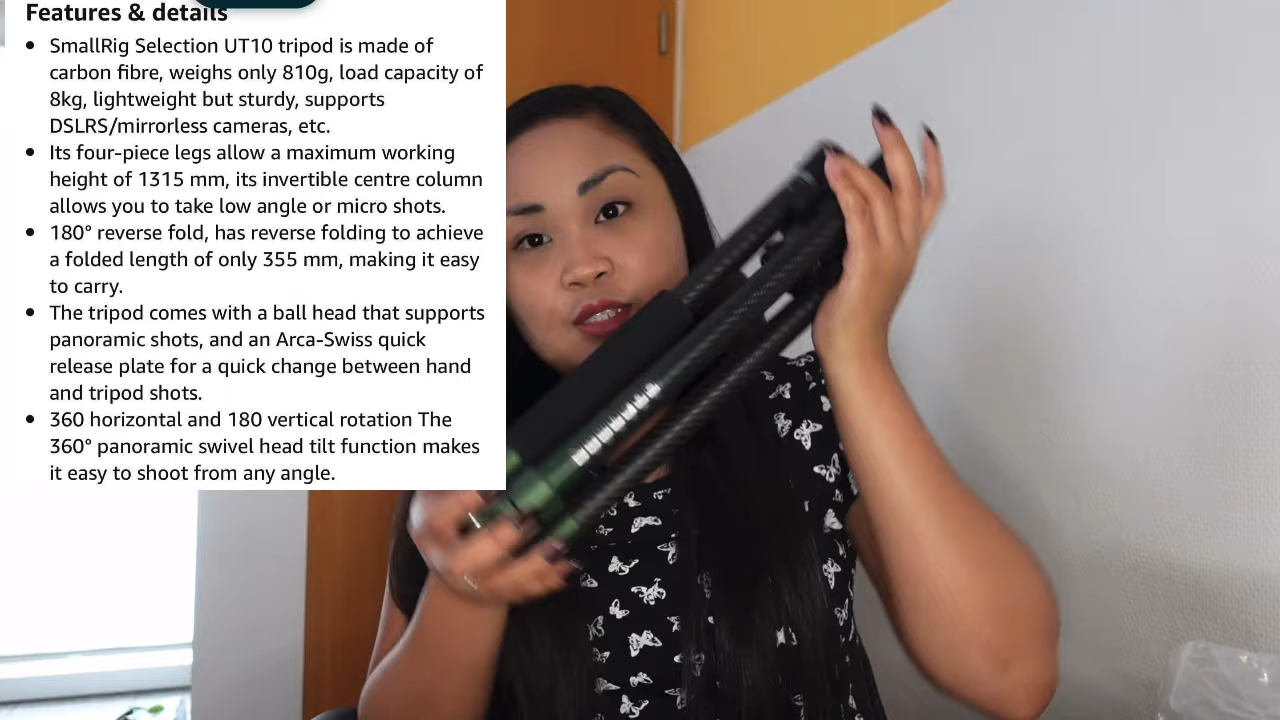 Features & details
SmallRig Selection UT10 tripod is made of
carbon fibre, weighs only 810g, load capacity of
8kg, lightweight but sturdy, supports
DSLRS/mirrorless cameras, etc.
Its four-piece legs allow a maximum working
height of 1315 mm, its invertible centre column
allows you to take low angle or micro shots.
180° reverse fold, has reverse folding to achieve
a folded length of only 355 mm, making it easy
to carry.
The tripod comes with a ball head that supports
panoramic shots, and an Arca-Swiss quick
release plate for a quick change between hand
and tripod shots.
360 horizontal and 180 vertical rotation The
360° panoramic swivel head tilt function makes
it easy to shoot from any angle.